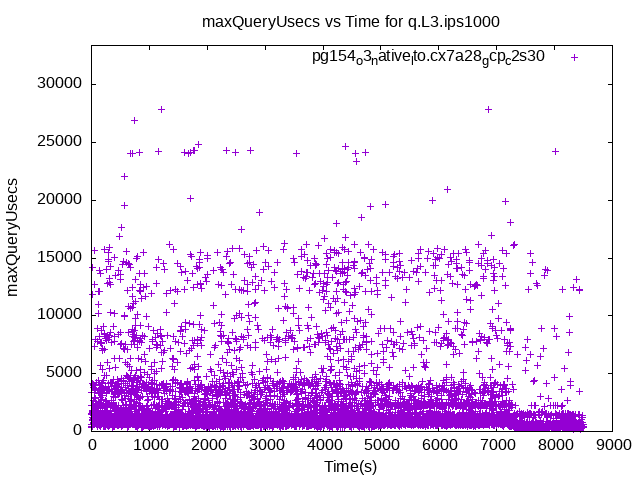 maxQueryUsecs vs Time for q.L3.ips1000
pg154o3nativelto.cx7a28gcpc2s30
30000
25000
20000
15000
10000
5000
0
maxQueryUsecs
0 1000 2000 3000 4000 5000 6000 7000 8000 9000
Time(s)